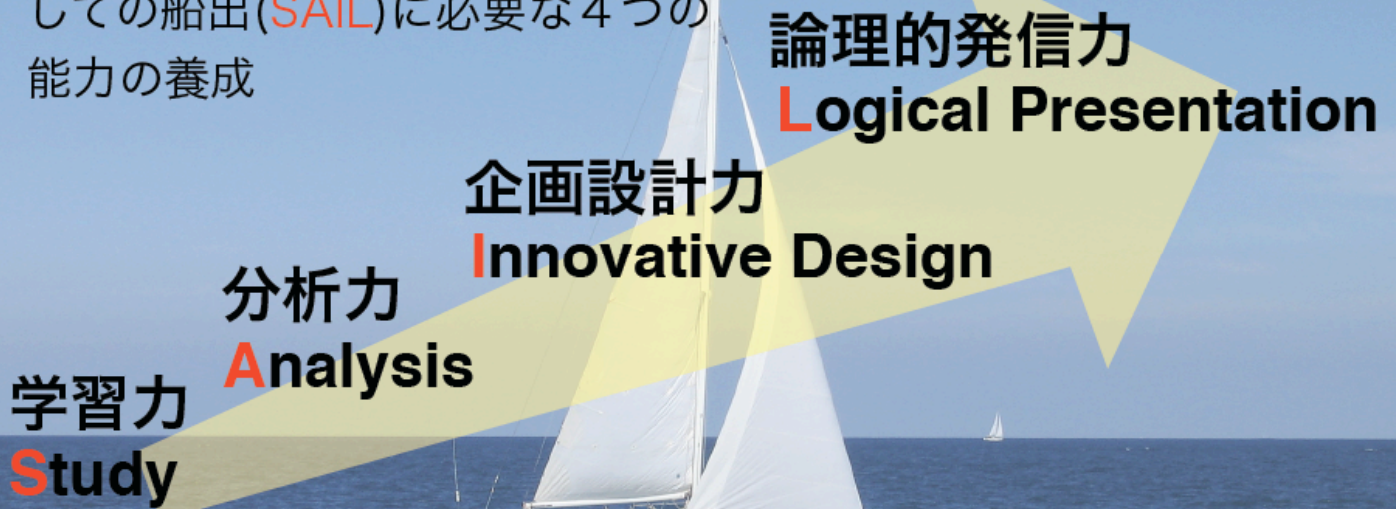 しての船出(SAIL)に必要な４つの
能力の養成
論理的発信力
Logical Presentation
企画設計力
Innovative Design
分析力
Analysis
学習力
Study